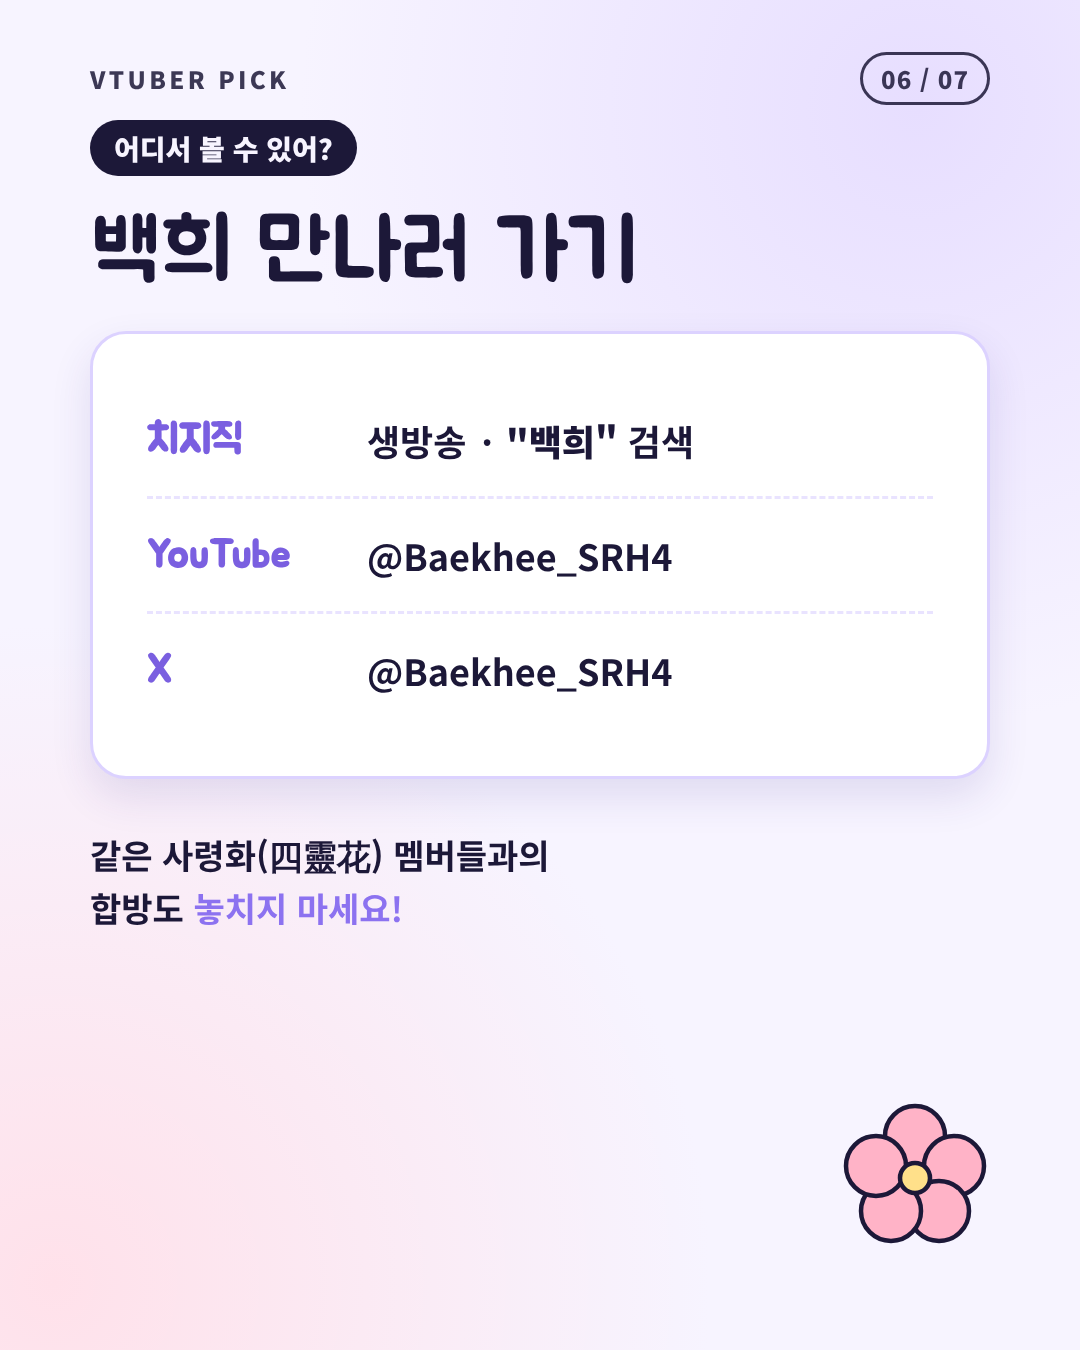 VTUBER PICK
06 / 07
어디서 볼 수 있어?
백희 만나러 가기
치지직
생방송 · "백희" 검색
YouTube
@Baekhee_SRH4
X
@Baekhee_SRH4
같은 사령화(四靈花) 멤버들과의
합방도 놓치지 마세요!